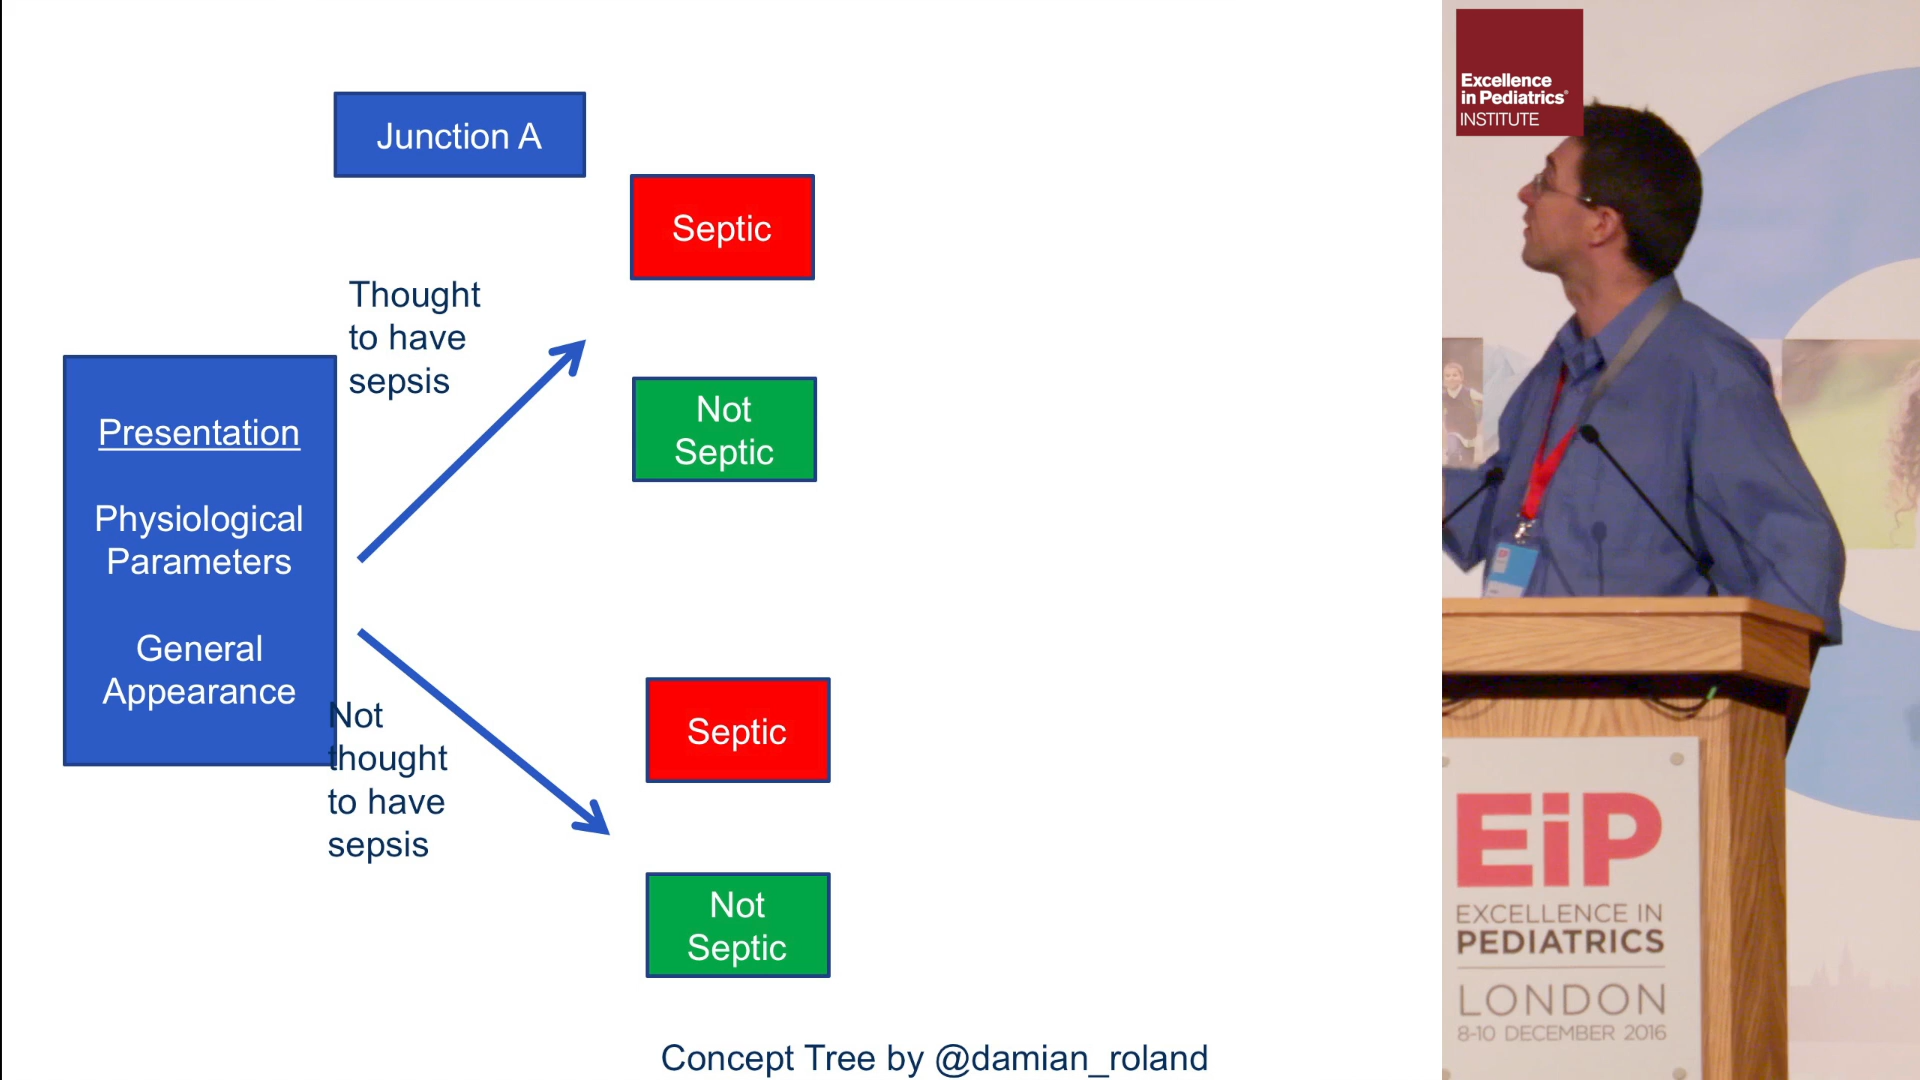 Junction A
Septic
Thought
to have
sepsis
Not
Septic
Presentation
Physiological
Parameters
General
Appearance
Not
thought
to have
sepsis
Septic
Not
Septic
Concept Tree by @damian_roland
Excellence
in Pediatrics®
INSTITUTE
EiP
EXCELLENCE IN
PEDIATRICS
LONDON
8-10 DECEMBER 2016